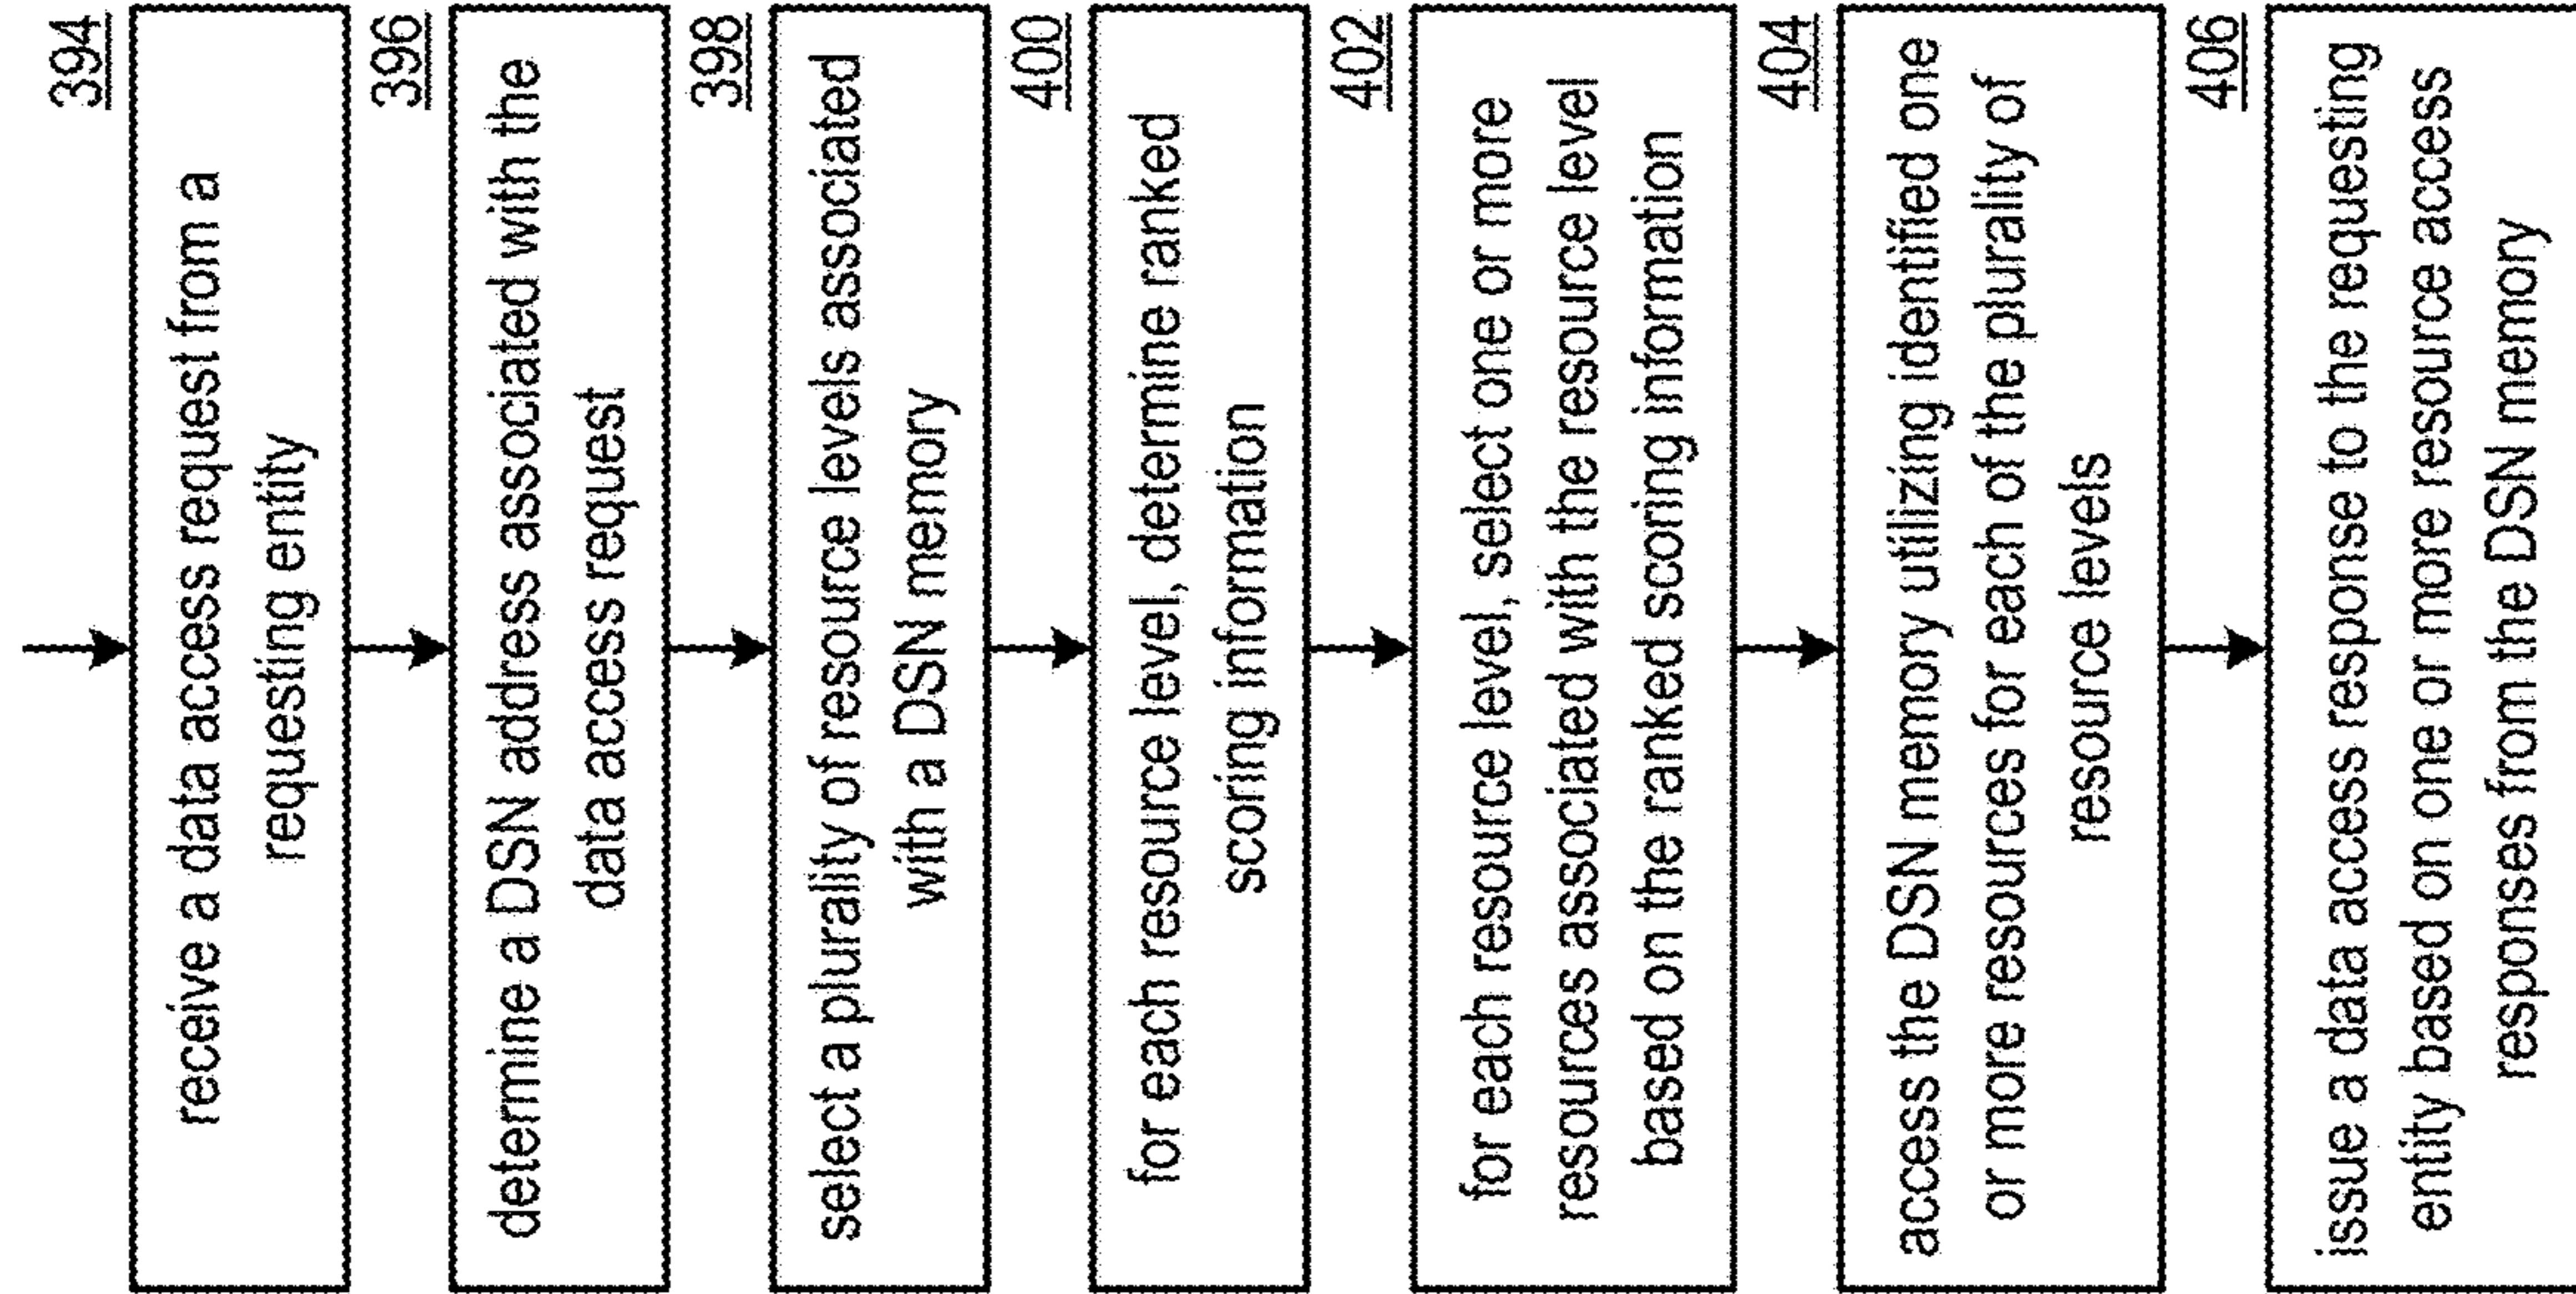 394
receive a data access request from a
requesting entity
396
determine a DSN address associated with the
data access request
398
select a plurality of resource levels associated
with a DSN memory
400
for each resource level, determine ranked
scoring information
402
for each resource level, select one or more
resources associated with the resource level
based on the ranked scoring information
404
access the DSN memory utilizing identified one
or more resources for each of the plurality of
resource levels
406
issue a data access response to the requesting
entity based on one or more resource access
responses from the DSN memory